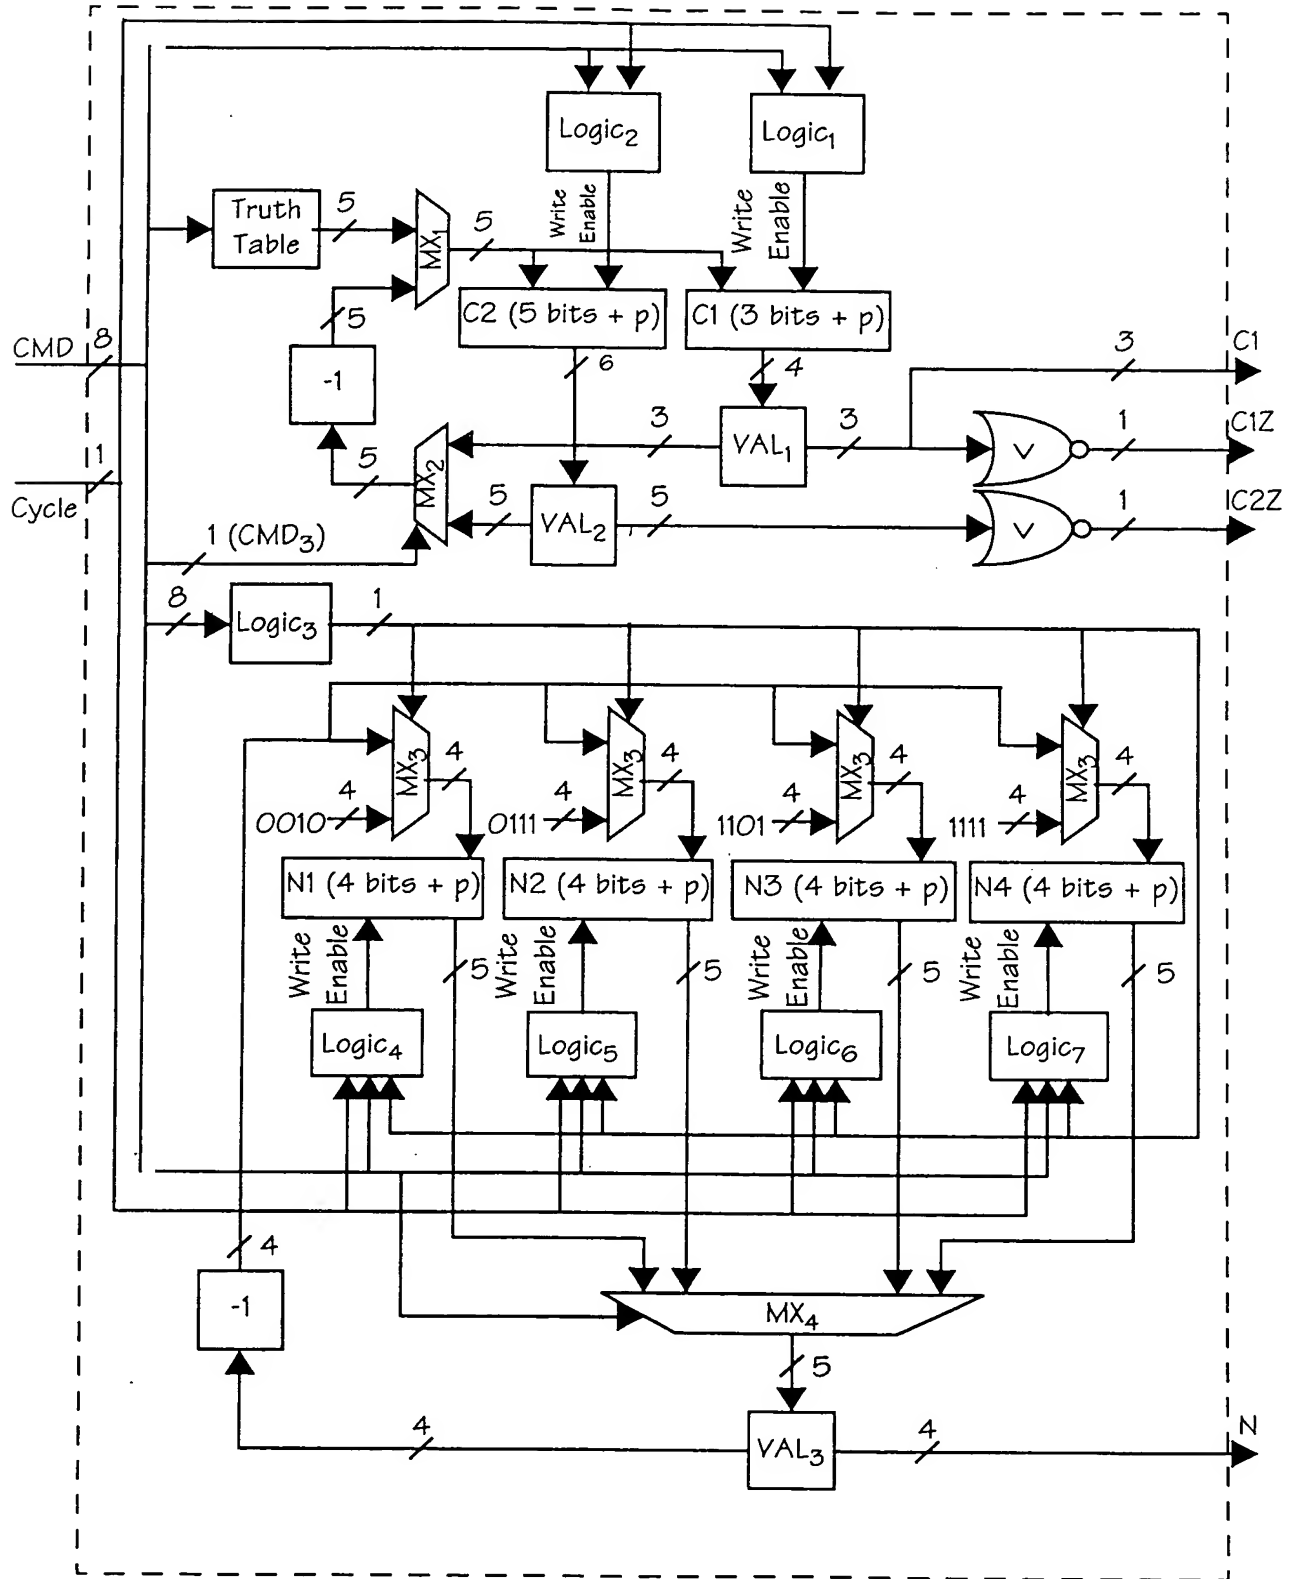 Logic2
Logic1
Write
Enable
Write
Enable
Truth
Table
5
MX1
5
C2 (5 bits + p)
C1 (3 bits + p)
5
6
4
CMD
8
-1
3
C1
3
VAL1
3
1
C1Z
V
MX2
5
1
Cycle
5
VAL2
5
1
C2Z
V
1 (CMD3)
8
Logic3
1
MX3
4
MX3
4
MX3
4
MX3
4
0010
4
0111
4
1101
4
1111
4
N1 (4 bits + p)
N2 (4 bits + p)
N3 (4 bits + p)
N4 (4 bits + p)
Write
Enable
5
Write
Enable
5
Write
Enable
5
Write
Enable
5
Logic4
Logic5
Logic6
Logic7
4
-1
MX4
5
4
VAL3
4
N